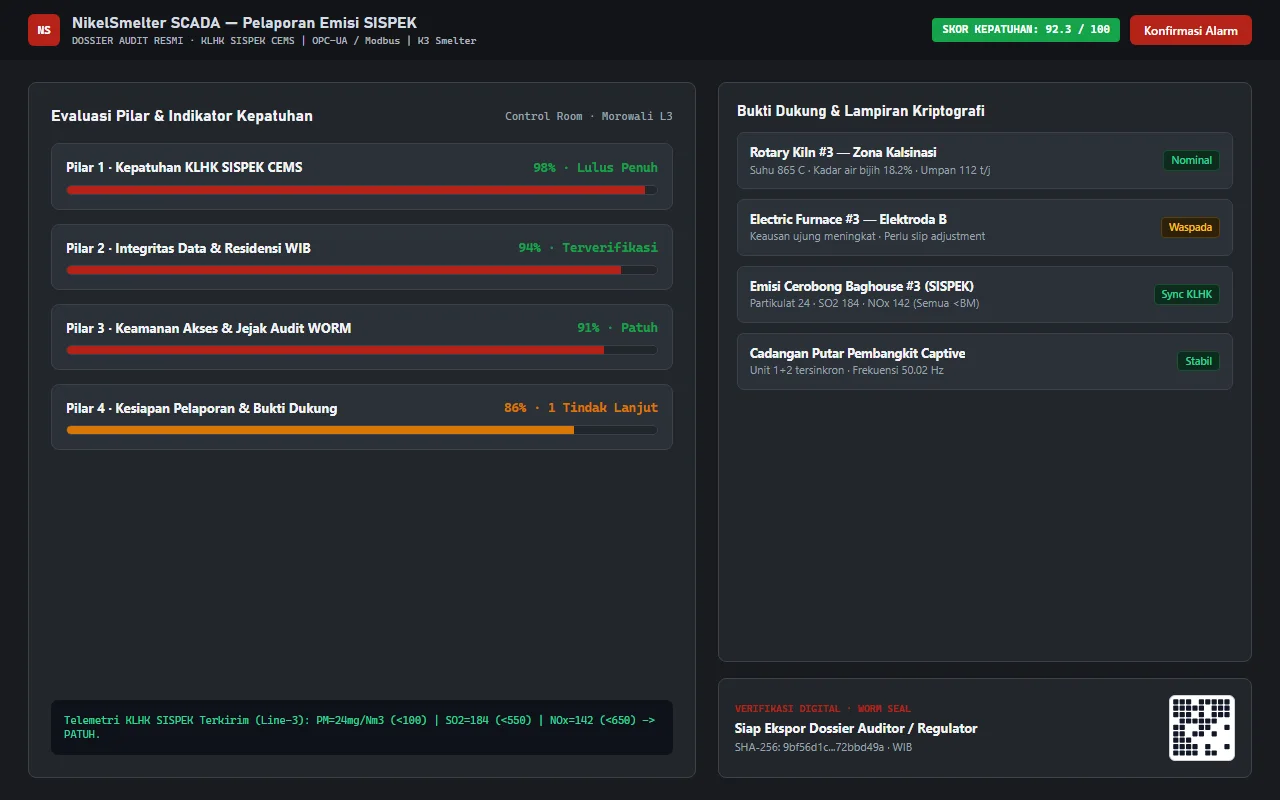 NS
NikelSmelter SCADA — Pelaporan Emisi SISPEK
DOSSIER AUDIT RESMI · KLHK SISPEK CEMS | OPC-UA / Modbus | K3 Smelter
SKOR KEPATUHAN: 92.3 / 100
Konfirmasi Alarm
Evaluasi Pilar & Indikator Kepatuhan
Control Room · Morowali L3
Pilar 1 · Kepatuhan KLHK SISPEK CEMS
98% · Lulus Penuh
Pilar 2 · Integritas Data & Residensi WIB
94% · Terverifikasi
Pilar 3 · Keamanan Akses & Jejak Audit WORM
91% · Patuh
Pilar 4 · Kesiapan Pelaporan & Bukti Dukung
86% · 1 Tindak Lanjut
Telemetri KLHK SISPEK Terkirim (Line-3): PM=24mg/Nm3 (<100) | SO2=184 (<550) | NOx=142 (<650) —>
PATUH.
Bukti Dukung & Lampiran Kriptografi
Rotary Kiln #3 — Zona Kalsinasi
Suhu 865 C · Kadar air bijih 18.2% · Umpan 112 t/j
Nominal
Electric Furnace #3 — Elektroda B
Keausan ujung meningkat · Perlu slip adjustment
Waspada
Emisi Cerobong Baghouse #3 (SISPEK)
Partikulat 24 · SO2 184 · NOx 142 (Semua <BM)
Sync KLHK
Cadangan Putar Pembangkit Captive
Unit 1+2 tersinkron · Frekuensi 50.02 Hz
Stabil
VERIFIKASI DIGITAL · WORM SEAL
Siap Ekspor Dossier Auditor / Regulator
SHA-256: 9bf56d1c...72bbd49a · WIB